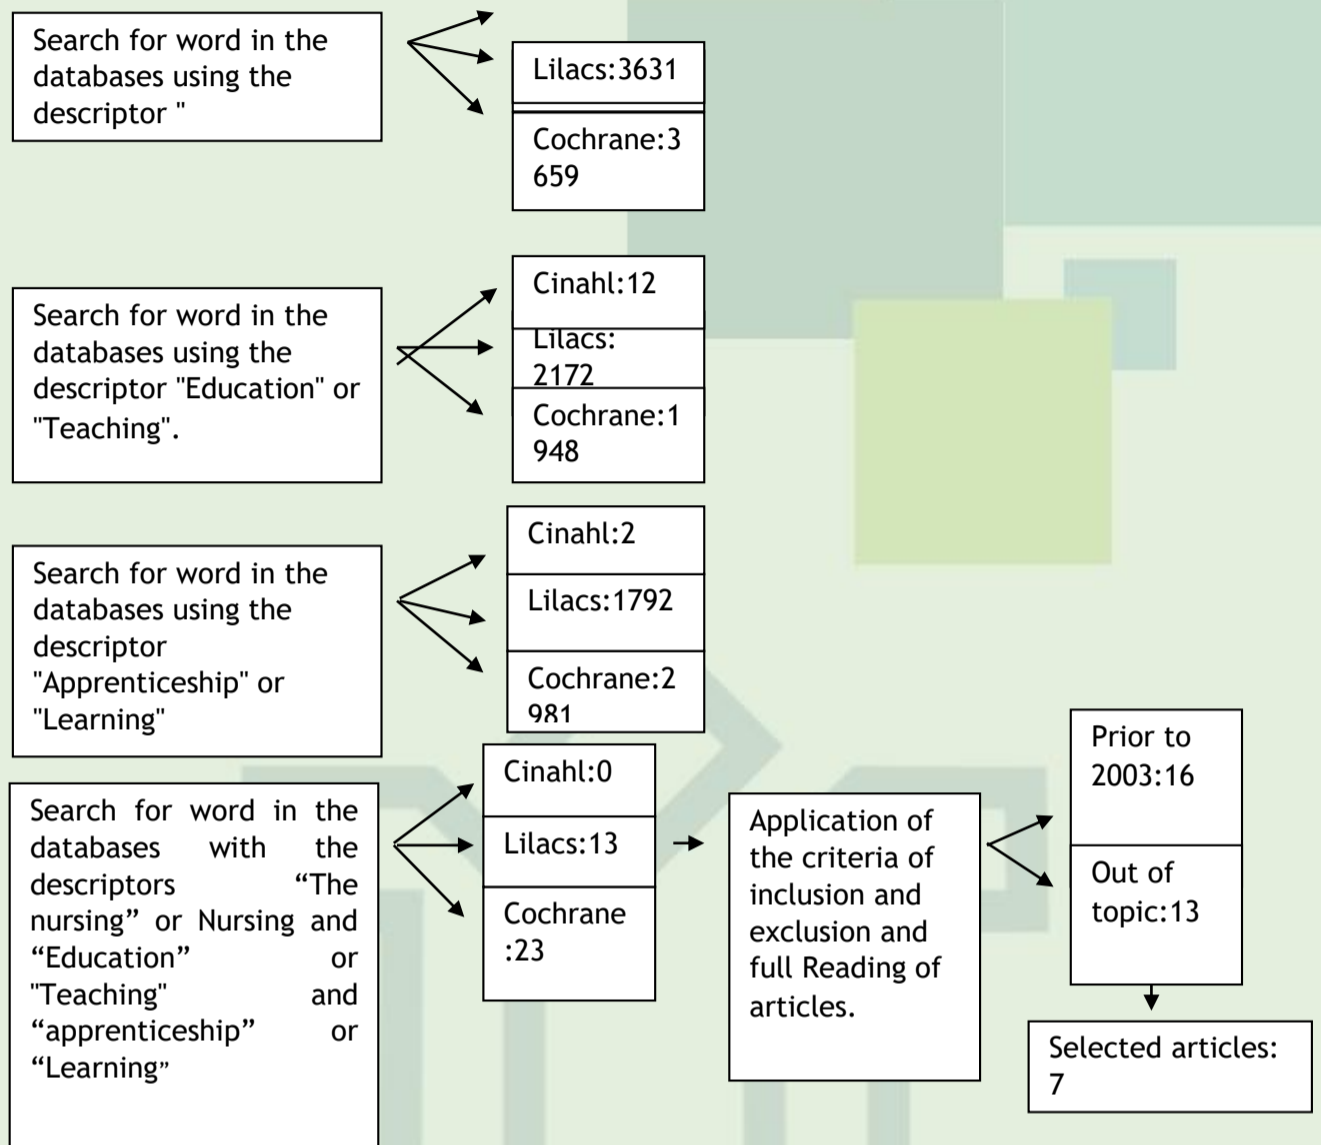 Search for word in the
databases using the
descriptor "
Lilacs:3631
Cochrane:3
659
Search for word in the
databases using the
descriptor "Education" or
"Teaching".
Cinahl:12
Lilacs:
2172
Cochrane:1
948
Search for word in the
databases using the
descriptor
"Apprenticeship" or
"Learning"
Cinahl:2
Lilacs:1792
Cochrane:2
981
Search for word in the
databases with the
descriptors “The
nursing” or Nursing and
“Education” or
"Teaching" and
“apprenticeship” or
“Learning”
Cinahl:0
Lilacs:13
Cochrane
:23
Application of
the criteria of
inclusion and
exclusion and
full Reading of
articles.
Prior to
2003:16
Out of
topic:13
Selected articles:
7